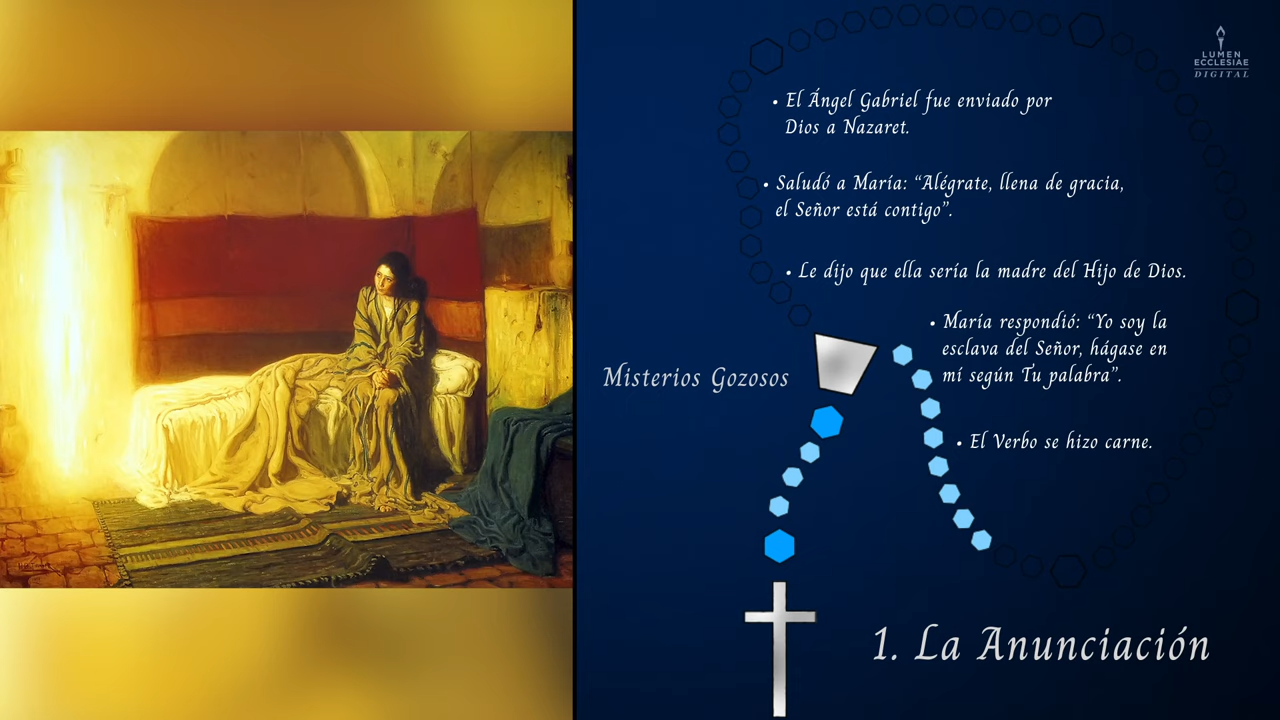 LUMEN
ECCLESIAE
DIGITAL
• El Ángel Gabriel fue enviado por
Dios a Nazaret.
• Saludó a María: “Alégrate, llena de gracia,
el Señor está contigo”.
• Le dijo que ella sería la madre del Hijo de Dios.
• María respondió: “Yo soy la
esclava del Señor, hágase en
mí según Tu palabra”.
Misterios Gozosos
• El Verbo se hizo carne.
1. La Anunciación